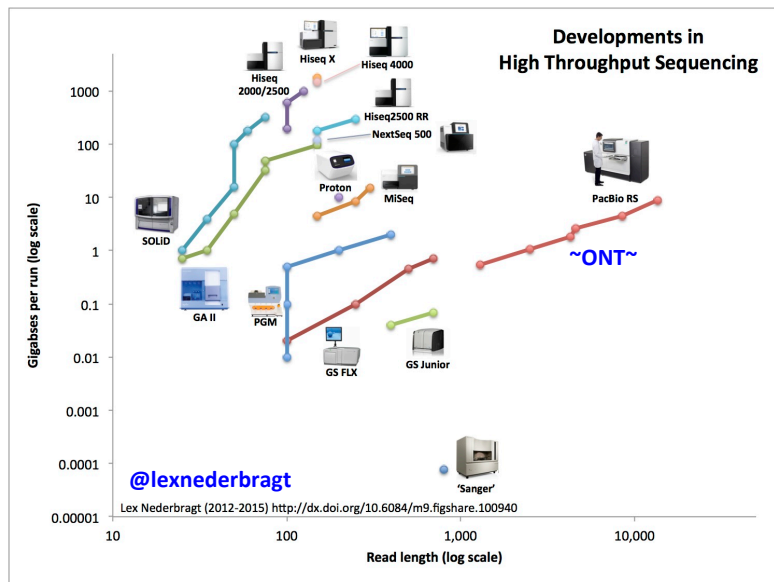 Developments in
High Throughput Sequencing
Hiseq X
Hiseq
2000/2500
Hiseq 4000
Hiseq2500 RR
NextSeq 500
Proton
MiSeq
PacBio RS
SOLiD
~ONT~
GA II
PGM
GS FLX
GS Junior
'Sanger'
@lexnederbragt
Lex Nederbragt (2012-2015) http://dx.doi.org/10.6084/m9.figshare.100940
Gigabses per run (log scale)
1000
100
10
1
0.1
0.01
0.001
0.0001
0.00001
10
100
1,000
10,000
Read length (log scale)